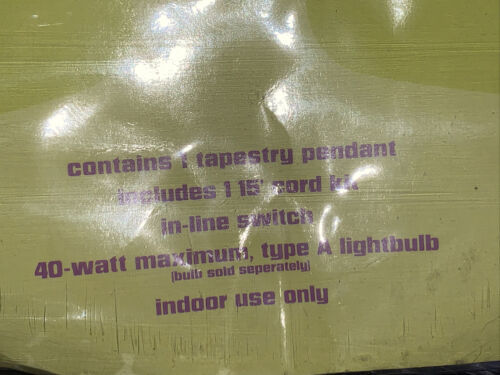 contains 1 tapestry pendant
includes 1 15' cord kit
in-line switch
40-watt maximum, type A lightbulb
(bulb sold seperately)
indoor use only